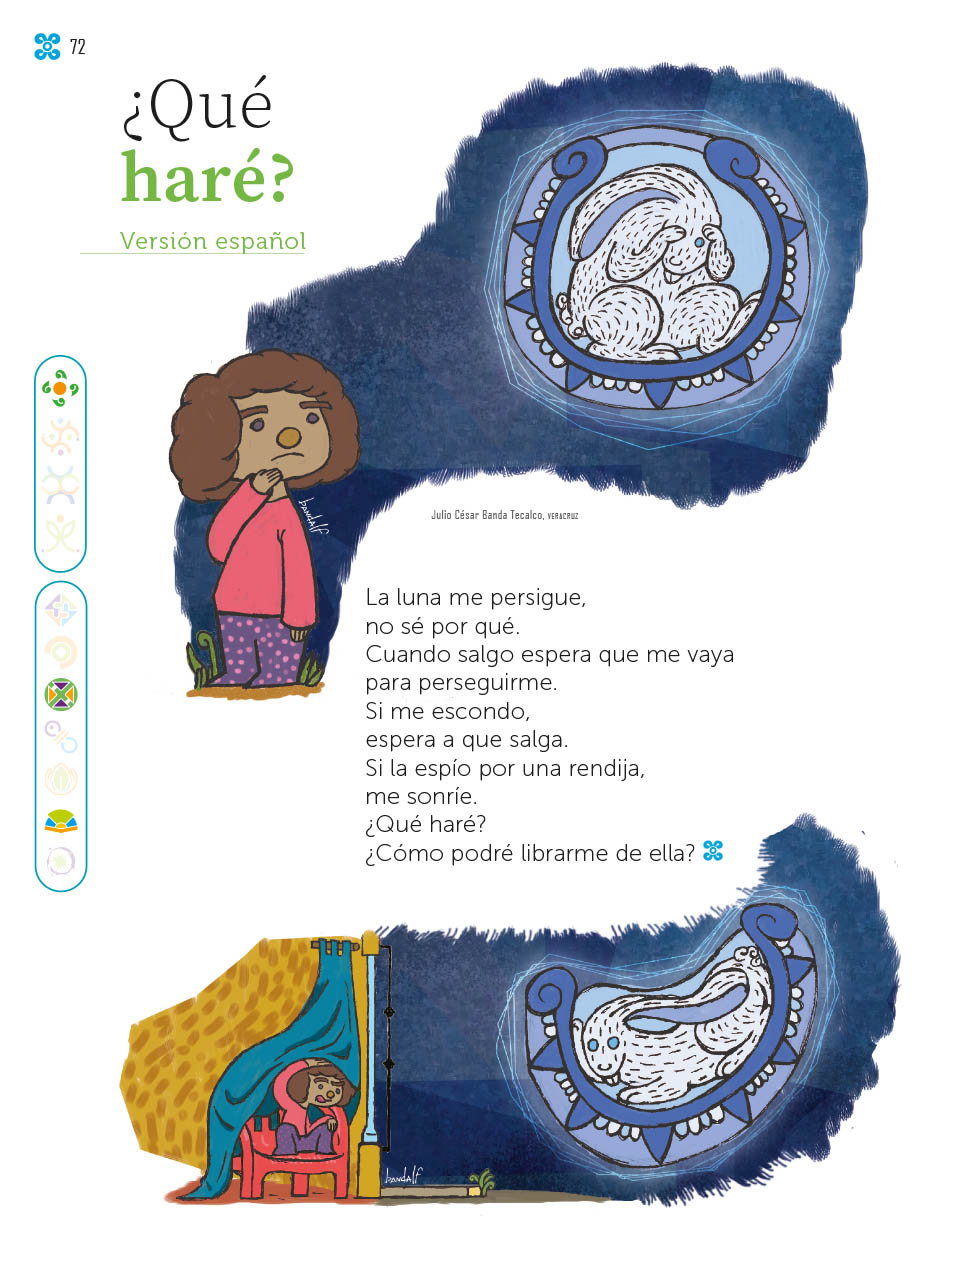 72
¿Qué
haré?
Versión español
bandalf
Julio César Banda Tecalco, VERACRUZ
La luna me persigue,
no sé por qué.
Cuando salgo espera que me vaya
para perseguirme.
Si me escondo,
espera a que salga.
Si la espío por una rendija,
me sonríe.
¿Qué haré?
¿Cómo podré librarme de ella?
bandalf